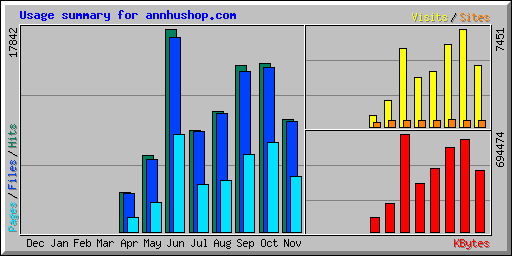 Usage summary for annhushop.com
Visits/Sites
17842
7451
Pages/Files/Hits
694474
Dec Jan Feb Mar Apr May Jun Jul Aug Sep Oct Nov
KBytes